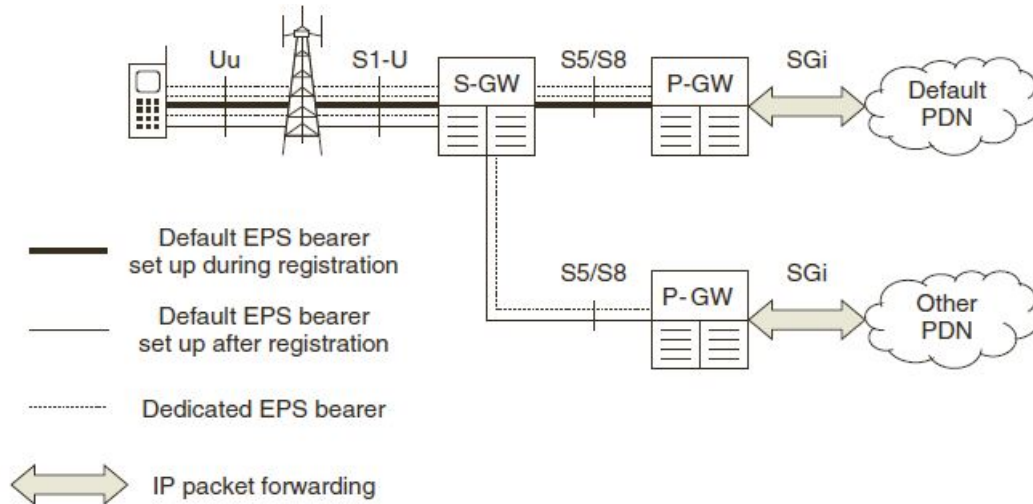 Uu
S1-U
S-GW
S5/S8
P-GW
SGi
Default
PDN
Default EPS bearer
set up during registration
S5/S8
P-GW
SGi
Other
PDN
Default EPS bearer
set up after registration
Dedicated EPS bearer
IP packet forwarding